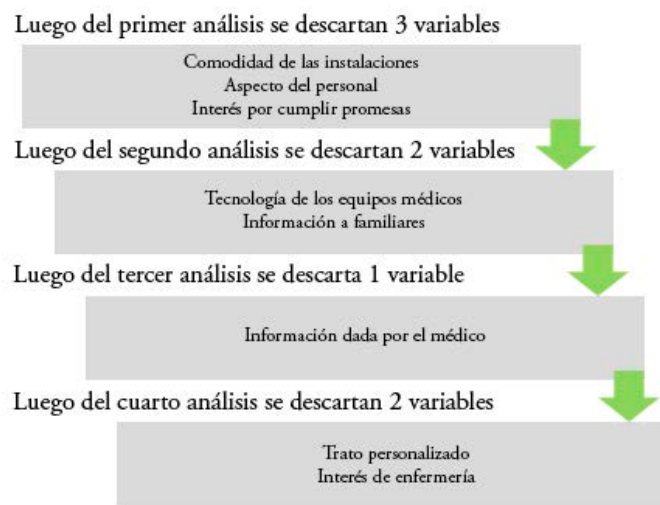 Luego del primer análisis se descartan 3 variables
Comodidad de las instalaciones
Aspecto del personal
Interés por cumplir promesas
Luego del segundo análisis se descartan 2 variables
Tecnología de los equipos médicos
Información a familiares
Luego del tercer análisis se descarta 1 variable
Información dada por el médico
Luego del cuarto análisis se descartan 2 variables
Trato personalizado
Interés de enfermería